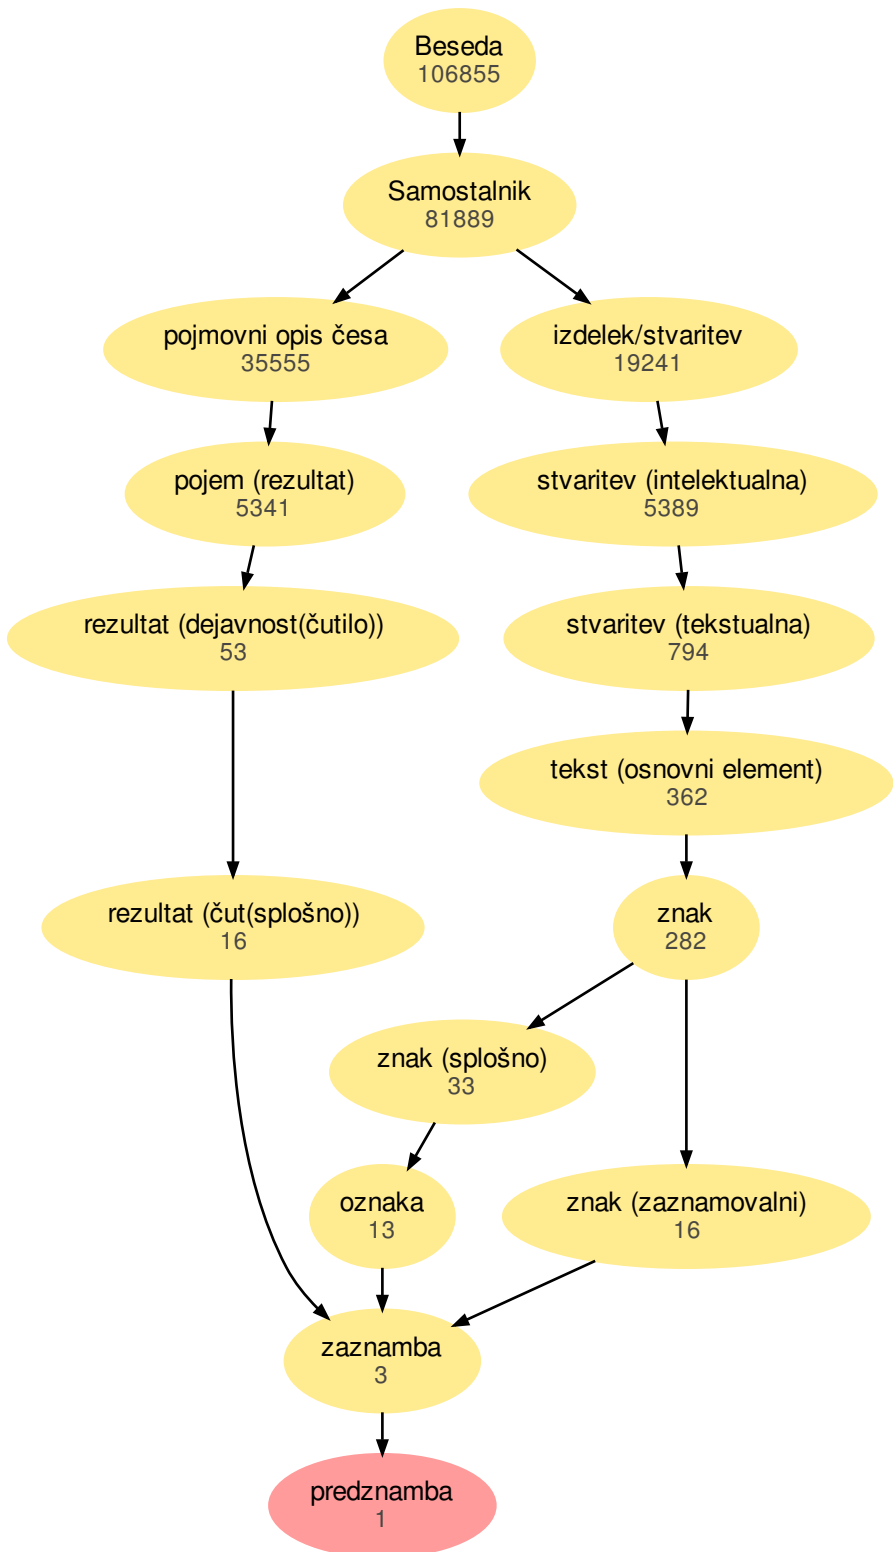 Beseda
106855
Samostalnik
81889
pojmovni opis česa
35555
izdelek/stvaritev
19241
pojem (rezultat)
5341
stvaritev (intelektualna)
5389
rezultat (dejavnost(čutilo))
53
stvaritev (tekstualna)
794
tekst (osnovni element)
362
rezultat (čut(splošno))
16
znak
282
znak (splošno)
33
oznaka
13
znak (zaznamovalni)
16
zaznamba
3
predznamba
1